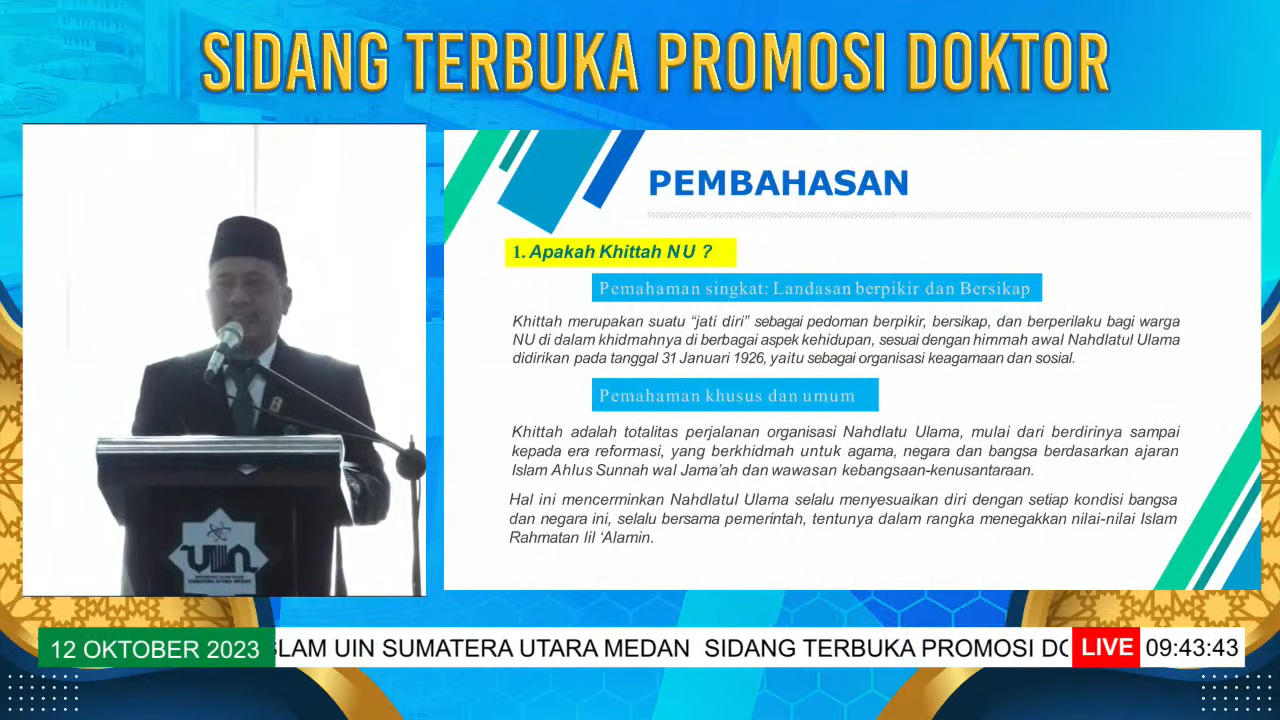 SIDANG TERBUKA PROMOSI DOKTOR
PEMBAHASAN
1. Apakah Khittah NU ?
Pemahaman singkat: Landasan berpikir dan Bersikap
Khittah merupakan suatu “jati diri” sebagai pedoman berpikir, bersikap, dan berperilaku bagi warga
NU di dalam khidmahnya di berbagai aspek kehidupan, sesuai dengan himmah awal Nahdlatul Ulama
didirikan pada tanggal 31 Januari 1926, yaitu sebagai organisasi keagamaan dan sosial.
Pemahaman khusus dan umum
Khittah adalah totalitas perjalanan organisasi Nahdlatu Ulama, mulai dari berdirinya sampai
kepada era reformasi, yang berkhidmah untuk agama, negara dan bangsa berdasarkan ajaran
Islam Ahlus Sunnah wal Jama’ah dan wawasan kebangsaan-kenusantaraan.
Hal ini mencerminkan Nahdlatul Ulama selalu menyesuaikan diri dengan setiap kondisi bangsa
dan negara ini, selalu bersama pemerintah, tentunya dalam rangka menegakkan nilai-nilai Islam
Rahmatan lil ‘Alamin.
UIN
SUMATERA UTARA MEDAN
12 OKTOBER 2023 SLAM UIN SUMATERA UTARA MEDAN SIDANG TERBUKA PROMOSI DO LIVE 09:43:43